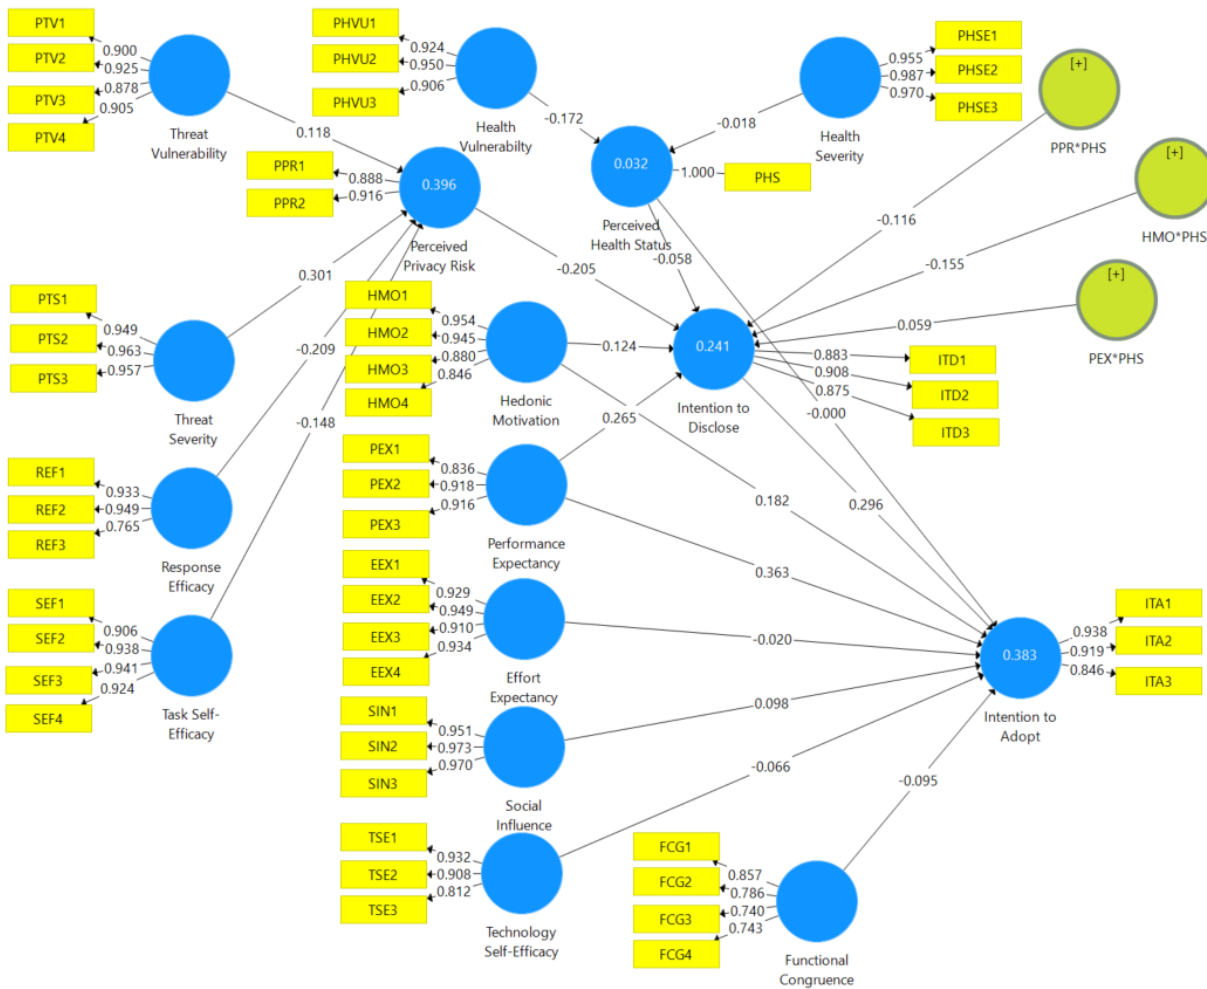 PTV1
PTV2
PTV3
PTV4
0.900
0.925
0.878
0.905
Threat
Vulnerability
0.118
PHVU1
PHVU2
PHVU3
0.924
0.950
0.906
Health
Vulnerabilty
-0.172
PHSE1
PHSE2
PHSE3
0.955
0.987
0.970
Health
Severity
-0.018
[+]
PPR*PHS
-0.116
[+]
HMO*PHS
-0.155
[+]
PEX*PHS
0.059
PPR1
PPR2
0.888
0.916
0.396
Perceived
Privacy Risk
-0.205
0.032
1.000
PHS
Perceived
Health Status
-0.058
-0.000
PTS1
PTS2
PTS3
0.949
0.963
0.957
Threat
Severity
0.301
HMO1
HMO2
HMO3
HMO4
0.954
0.945
0.880
0.846
Hedonic
Motivation
0.124
0.182
0.241
Intention to
Disclose
0.883
0.908
0.875
ITD1
ITD2
ITD3
0.296
REF1
REF2
REF3
0.933
0.949
0.765
Response
Efficacy
-0.209
PEX1
PEX2
PEX3
0.836
0.918
0.916
Performance
Expectancy
0.265
0.363
SEF1
SEF2
SEF3
SEF4
0.906
0.938
0.941
0.924
Task Self-
Efficacy
-0.148
EEX1
EEX2
EEX3
EEX4
0.929
0.949
0.910
0.934
Effort
Expectancy
-0.020
0.383
Intention to
Adopt
0.938
0.919
0.846
ITA1
ITA2
ITA3
SIN1
SIN2
SIN3
0.951
0.973
0.970
Social
Influence
0.098
TSE1
TSE2
TSE3
0.932
0.908
0.812
Technology
Self-Efficacy
-0.066
FCG1
FCG2
FCG3
FCG4
0.857
0.786
0.740
0.743
Functional
Congruence
-0.095